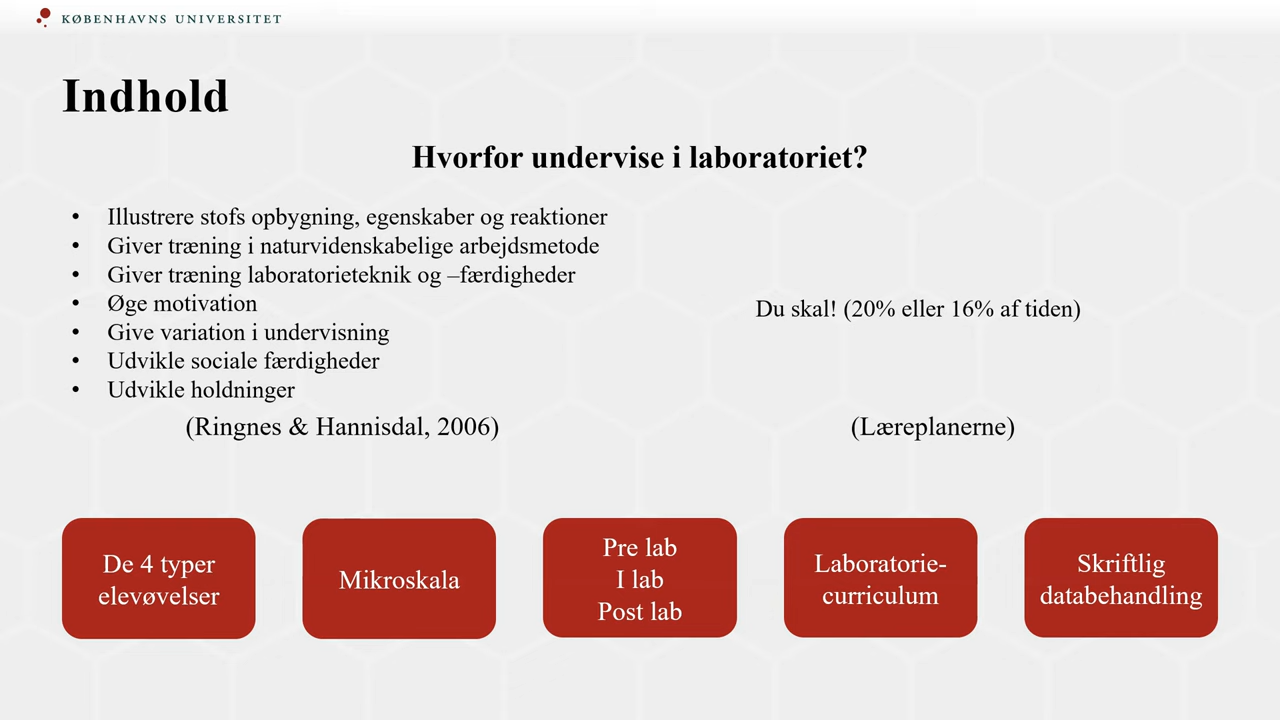 KØBENHAVNS UNIVERSITET
Indhold
Hvorfor undervise i laboratoriet?
• Illustrere stofs opbygning, egenskaber og reaktioner
• Giver træning i naturvidenskabelige arbejdsmetode
• Giver træning laboratorieteknik og –færdigheder
• Øge motivation
• Give variation i undervisning
• Udvikle sociale færdigheder
• Udvikle holdninger
(Ringnes & Hannisdal, 2006)
Du skal! (20% eller 16% af tiden)
(Læreplanerne)
De 4 typer
elevøvelser
Mikroskala
Pre lab
I lab
Post lab
Laboratorie-
curriculum
Skriftlig
databehandling